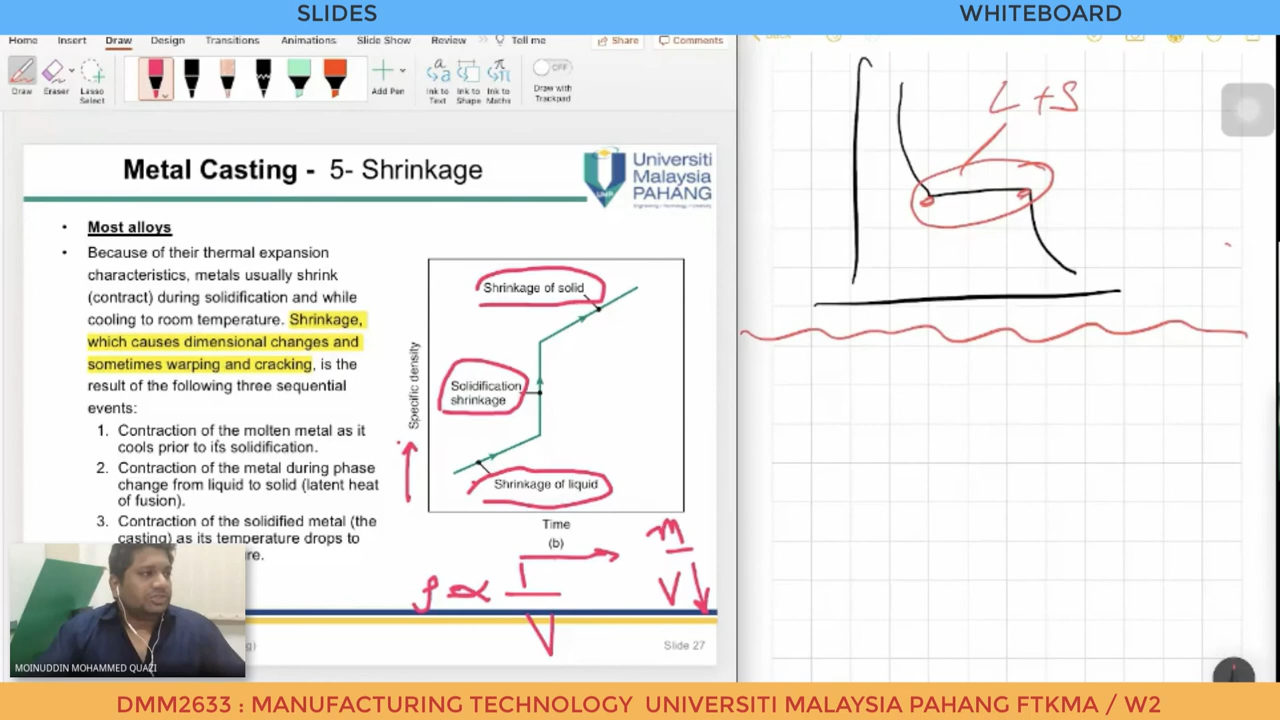 SLIDES
WHITEBOARD
Home Insert Draw Design Transitions Animations Slide Show Review Tell me Share Comments
Draw Eraser Lasso Select Add Pen Ink to Text Ink to Shape Ink to Maths OFF Draw with Trackpad
L + S
Metal Casting - 5- Shrinkage
Universiti
Malaysia
PAHANG
• Most alloys
• Because of their thermal expansion
characteristics, metals usually shrink
(contract) during solidification and while
cooling to room temperature. Shrinkage,
which causes dimensional changes and
sometimes warping and cracking, is the
result of the following three sequential
events:
1. Contraction of the molten metal as it
cools prior to its solidification.
2. Contraction of the metal during phase
change from liquid to solid (latent heat
of fusion).
3. Contraction of the solidified metal (the
casting) as its temperature drops to
Specific density
Shrinkage of solid
Solidification
shrinkage
Shrinkage of liquid
Time
(b)
ρ ∝ 1/V
m/V ↓
Slide 27
MOINUDDIN MOHAMMED QUAZI
DMM2633 : MANUFACTURING TECHNOLOGY UNIVERSITI MALAYSIA PAHANG FTKMA / W2